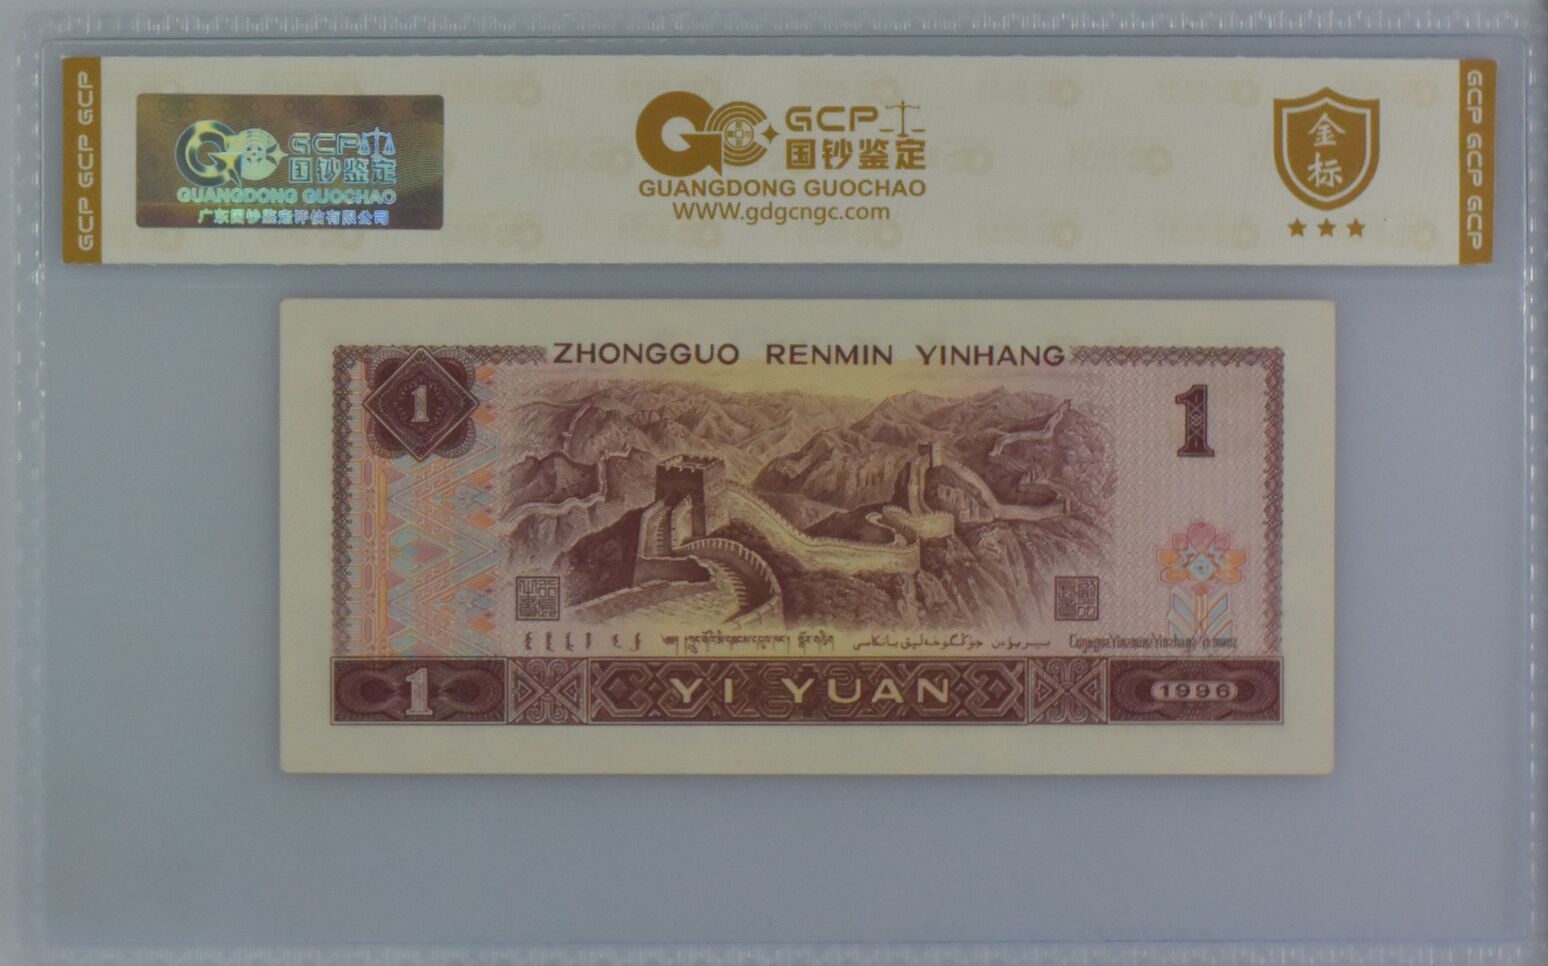 GCP GCP GCP
GCP
国钞鉴定
GUANGDONG GUOCHAO
广东国钞鉴定评估有限公司
GCP
国钞鉴定
GUANGDONG GUOCHAO
WWW.gdgcngc.com
金
标
GCP GCP GCP
ZHONGGUO RENMIN YINHANG
1
1
1
YI YUAN
1996